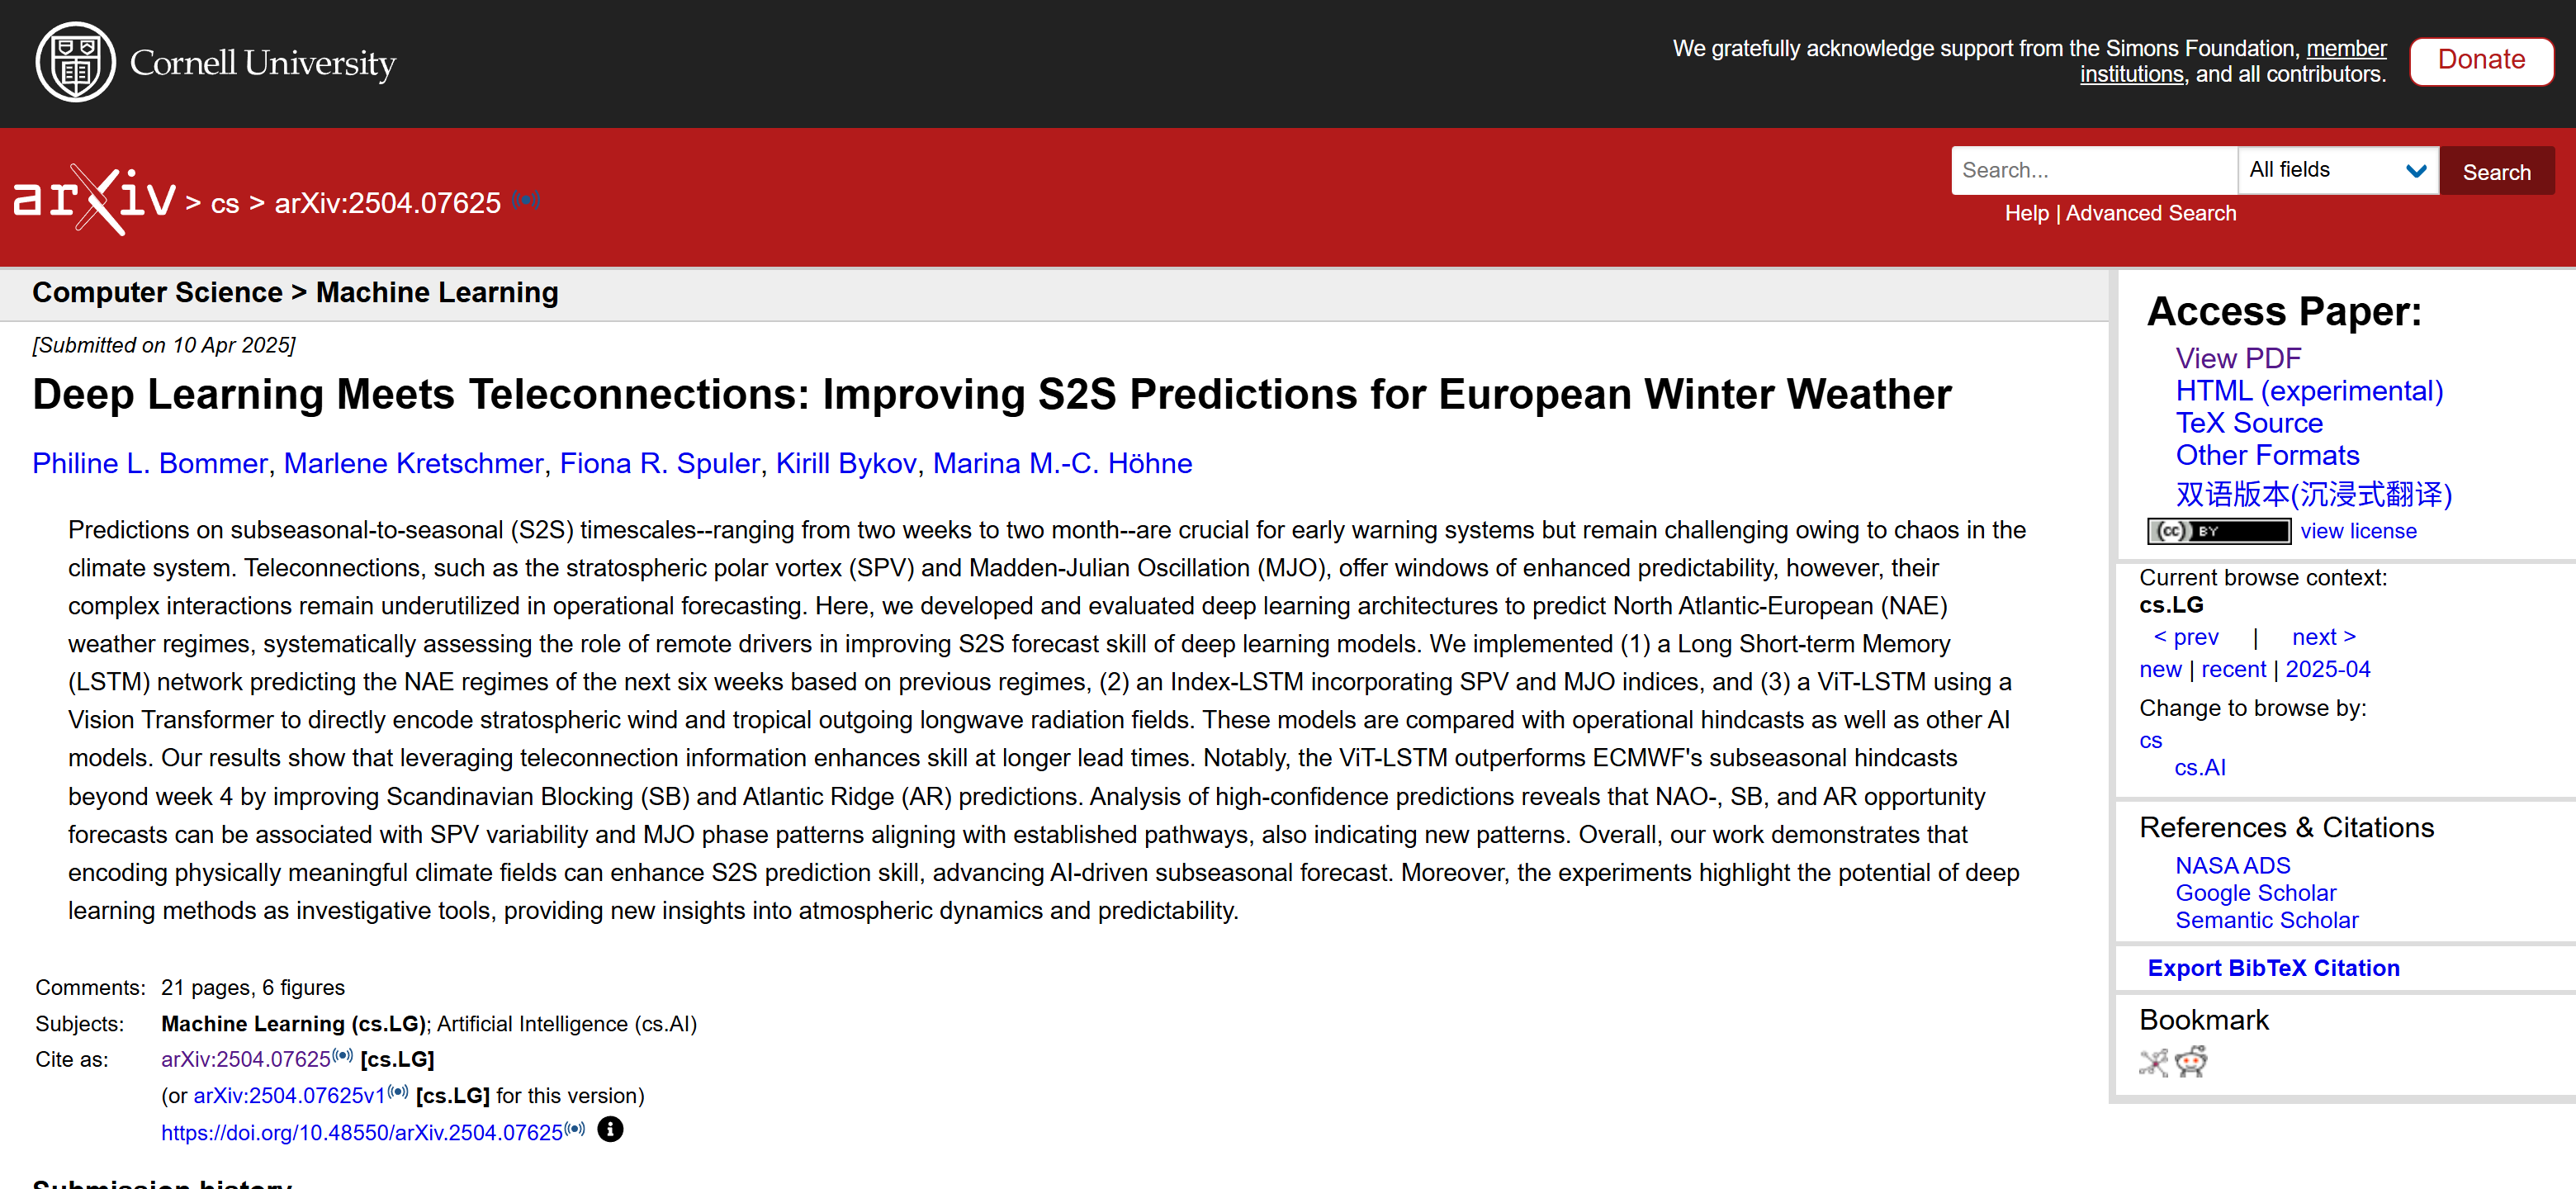 Cornell University
We gratefully acknowledge support from the Simons Foundation, member
institutions, and all contributors.
Donate
arXiv > cs > arXiv:2504.07625
Search...
All fields
Search
Help | Advanced Search
Computer Science > Machine Learning
[Submitted on 10 Apr 2025]
Deep Learning Meets Teleconnections: Improving S2S Predictions for European Winter Weather
Philine L. Bommer, Marlene Kretschmer, Fiona R. Spuler, Kirill Bykov, Marina M.-C. Höhne
Predictions on subseasonal-to-seasonal (S2S) timescales--ranging from two weeks to two month--are crucial for early warning systems but remain challenging owing to chaos in the
climate system. Teleconnections, such as the stratospheric polar vortex (SPV) and Madden-Julian Oscillation (MJO), offer windows of enhanced predictability, however, their
complex interactions remain underutilized in operational forecasting. Here, we developed and evaluated deep learning architectures to predict North Atlantic-European (NAE)
weather regimes, systematically assessing the role of remote drivers in improving S2S forecast skill of deep learning models. We implemented (1) a Long Short-term Memory
(LSTM) network predicting the NAE regimes of the next six weeks based on previous regimes, (2) an Index-LSTM incorporating SPV and MJO indices, and (3) a ViT-LSTM using a
Vision Transformer to directly encode stratospheric wind and tropical outgoing longwave radiation fields. These models are compared with operational hindcasts as well as other AI
models. Our results show that leveraging teleconnection information enhances skill at longer lead times. Notably, the ViT-LSTM outperforms ECMWF's subseasonal hindcasts
beyond week 4 by improving Scandinavian Blocking (SB) and Atlantic Ridge (AR) predictions. Analysis of high-confidence predictions reveals that NAO-, SB, and AR opportunity
forecasts can be associated with SPV variability and MJO phase patterns aligning with established pathways, also indicating new patterns. Overall, our work demonstrates that
encoding physically meaningful climate fields can enhance S2S prediction skill, advancing AI-driven subseasonal forecast. Moreover, the experiments highlight the potential of deep
learning methods as investigative tools, providing new insights into atmospheric dynamics and predictability.
Comments: 21 pages, 6 figures
Subjects: Machine Learning (cs.LG); Artificial Intelligence (cs.AI)
Cite as: arXiv:2504.07625 [cs.LG]
(or arXiv:2504.07625v1 [cs.LG] for this version)
https://doi.org/10.48550/arXiv.2504.07625
Submission history
Access Paper:
View PDF
HTML (experimental)
TeX Source
Other Formats
双语版本(沉浸式翻译)
(cc) BY view license
Current browse context:
cs.LG
< prev | next >
new | recent | 2025-04
Change to browse by:
cs
cs.AI
References & Citations
NASA ADS
Google Scholar
Semantic Scholar
Export BibTeX Citation
Bookmark